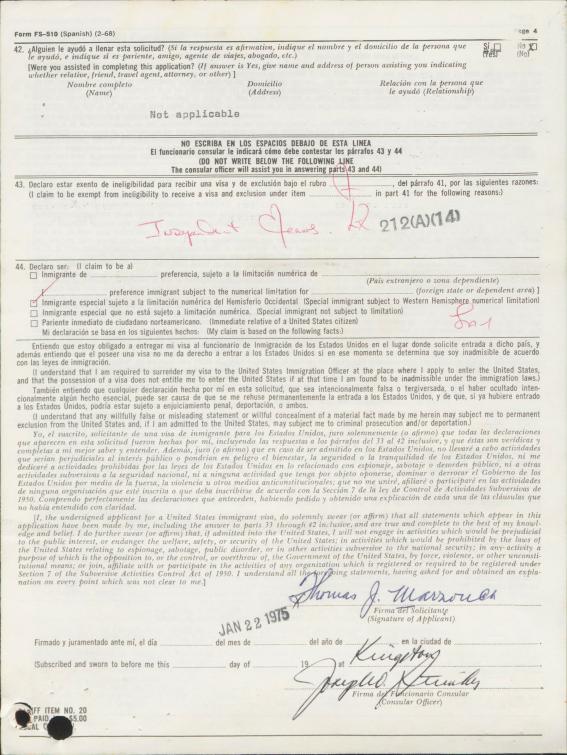 Form FS-510 (Spanish) (2-68)
Page 4
42. ¿Alguien le ayudó a llenar esta solicitud? (Si la respuesta es afirmation, indique el nombre y el domicilio de la persona que
le ayudó, e indique si es pariente, amigo, agente de viajes, abogado, etc.)
Sí (Yes) No X (No)
[Were you assisted in completing this application? (If answer is Yes, give name and address of person assisting you indicating
whether relative, friend, travel agent, attorney, or other) ]
Nombre completo Domicilio Relación con la persona que
(Name) (Address) le ayudó (Relationship)
Not applicable
NO ESCRIBA EN LOS ESPACIOS DEBAJO DE ESTA LINEA
El funcionario consular le indicará cómo debe contestar los párrafos 43 y 44
(DO NOT WRITE BELOW THE FOLLOWING LINE
The consular officer will assist you in answering parts 43 and 44)
43. Declaro estar exento de ineligibilidad para recibir una visa y de exclusión bajo el rubro , del párrafo 41, por las siguientes razones:
(I claim to be exempt from ineligibility to receive a visa and exclusion under item in part 41 for the following reasons:)
Independent Means. 212(A)(14)
44. Declaro ser: (I claim to be a)
Inmigrante de preferencia, sujeto a la limitación numérica de
(País extranjero o zona dependiente)
[ preference immigrant subject to the numerical limitation for (foreign state or dependent area) ]
Inmigrante especial sujeto a la limitación numérica del Hemisferio Occidental (Special immigrant subject to Western Hemisphere numerical limitation)
Inmigrante especial que no está sujeto a la limitación numérica (Special immigrant not subject to limitation)
Pariente inmediato de ciudadano norteamericano. (Immediate relative of a United States citizen)
Mi declaración se basa en los siguientes hechos: (My claim is based on the following facts:)
Entiendo que estoy obligado a entregar mi visa al funcionario de Inmigración de los Estados Unidos en el lugar donde solicite entrada a dicho país, y
además entiendo que el poseer una visa no me da derecho a entrar a los Estados Unidos si en ese momento se determina que soy inadmisible de acuerdo
con las leyes de inmigración.
(I understand that I am required to surrender my visa to the United States Immigration Officer at the place where I apply to enter the United States,
and that the possession of a visa does not entitle me to enter the United States if at that time I am found to be inadmissible under the immigration laws.)
También entiendo que cualquier declaración hecha por mí en esta solicitud, que sea intencionalmente falsa o tergiversada, o el haber ocultado inten-
cionalmente algún hecho esencial, puede ser causa de que se me rehuse permanentemente la entrada a los Estados Unidos, y de que, si ya hubiere entrado
a los Estados Unidos, podría estar sujeto a enjuiciamiento penal, deportación, o ambos.
(I understand that any willfully false or misleading statement or willful concealment of a material fact made by me herein may subject me to permanent
exclusion from the United States and, if I am admitted to the United States, may subject me to criminal prosecution and/or deportation.)
Yo, el inscrito, solicitante de una visa de inmigrante para los Estados Unidos, juro solemnemente (o afirmo) que todas las declaraciones
que aparecen en esta solicitud fueron hechas por mí, incluyendo las respuestas a los párrafos del 33 al 42 inclusive, y que éstas son verídicas y
completas a mi mejor saber y entender. Además, juro (o afirmo) que en caso de ser admitido en los Estados Unidos, no llevaré a cabo actividades
que serían perjudiciales al interés público o pondrían en peligro el bienestar, la seguridad o la tranquilidad de los Estados Unidos, ni me
dedicaré a actividades prohibidas por las leyes de los Estados Unidos en lo relacionado con espionaje, sabotaje o desorden público, ni a otras
actividades subversivas a la seguridad nacional, ni a ninguna actividad que tenga por objeto oponerse, dominar o derrocar el Gobierno de los
Estados Unidos por medio de la fuerza, la violencia u otros medios anticonstitucionales; que no me uniré, afiliaré o participaré en las actividades
de ninguna organización que esté inscrita o que deba inscribirse de acuerdo con la Sección 7 de la ley de Control de Actividades Subversivas de
1950. Comprendo perfectamente las declaraciones que anteceden, habiendo pedido y obtenido una explicación de cada una de las cláusulas que
no había entendido con claridad.
[I, the undersigned applicant for a United States immigrant visa, do solemnly swear (or affirm) that all statements which appear in this
application have been made by me, including the answer to parts 33 through 42 inclusive, and are true and complete to the best of my knowl-
edge and belief. I do further swear (or affirm) that, if admitted into the United States, I will not engage in activities which would be prejudicial
to the public interest, or endanger the welfare, safety, or security of the United States; in activities which would be prohibited by the laws of
the United States relating to espionage, sabotage, public disorder, or in other activities subversive to the national security; in any activity a
purpose of which is the opposition to, or the control, or overthrow of, the Government of the United States, by force, violence, or other unconsti-
tutional means; or join, affiliate with or participate in the activities of any organization which is registered or required to be registered under
Section 7 of the Subversive Activities Control Act of 1950. I understand all the foregoing statements, having asked for and obtained an expla-
nation on every point which was not clear to me.]
Thomas J. Marzouca
Firma del Solicitante
(Signature of Applicant)
JAN 22 1975
Firmado y juramentado ante mí, el día del mes de del año de en la ciudad de
(Subscribed and sworn to before me this day of 19 at Kingston
Firma del Funcionario Consular
(Consular Officer)
TARIFF ITEM NO. 20